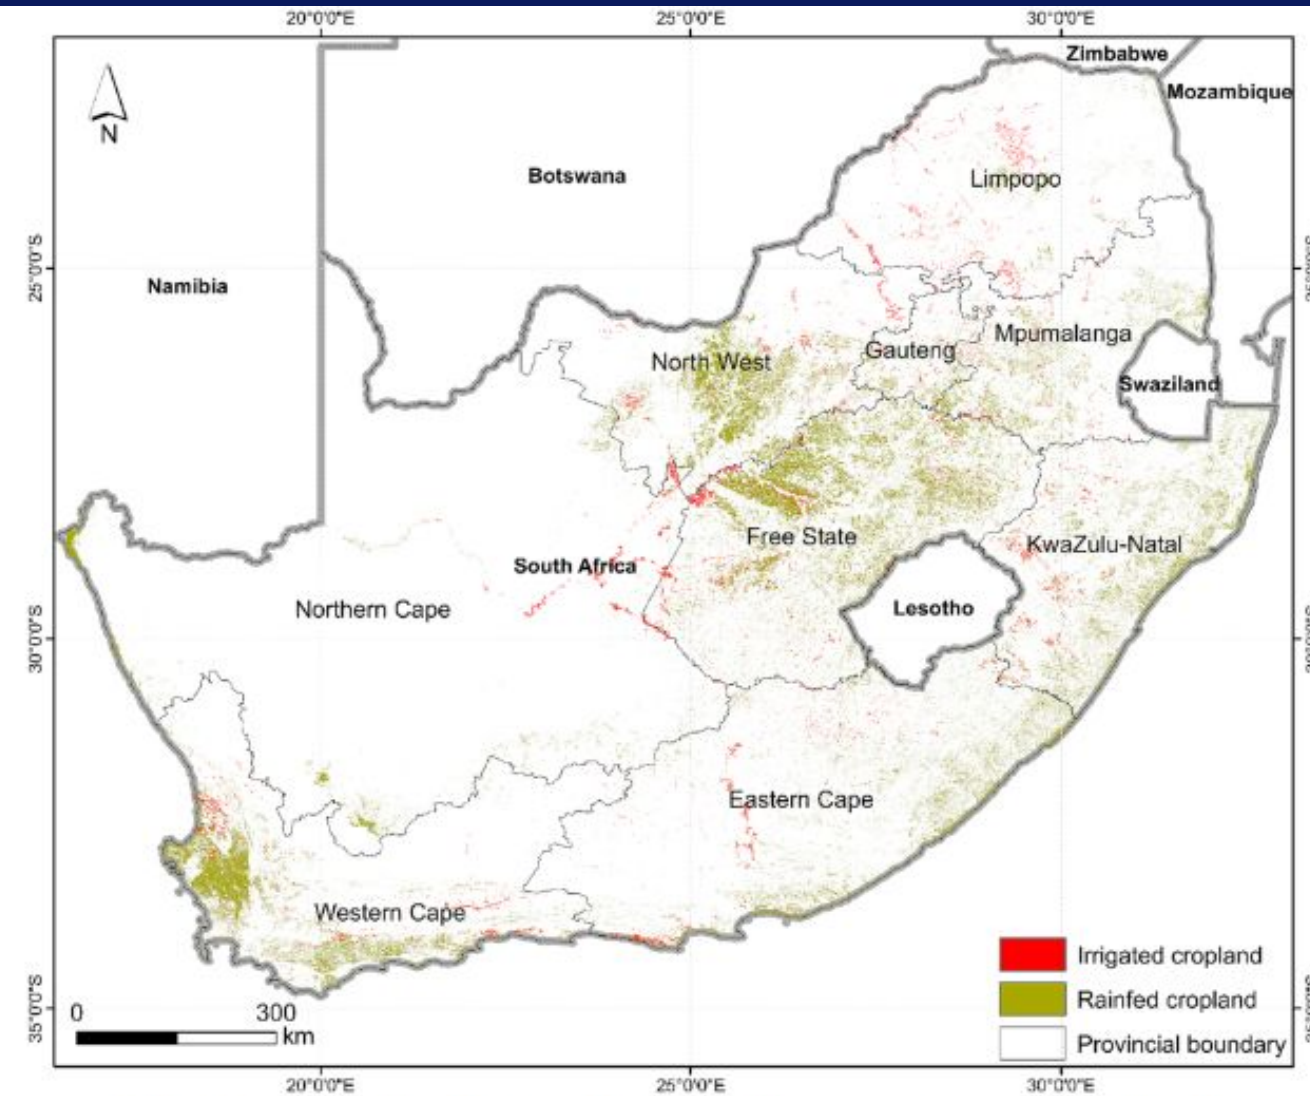 20°0'0"E 25°0'0"E 30°0'0"E
Zimbabwe
Mozambique
N
Botswana
Limpopo
25°0'0"S
Namibia
Mpumalanga
North West
Gauteng
Swaziland
Free State
KwaZulu-Natal
South Africa
Northern Cape
Lesotho
30°0'0"S
Eastern Cape
Western Cape
Irrigated cropland
Rainfed cropland
Provincial boundary
0 300
km
35°0'0"S
20°0'0"E 25°0'0"E 30°0'0"E